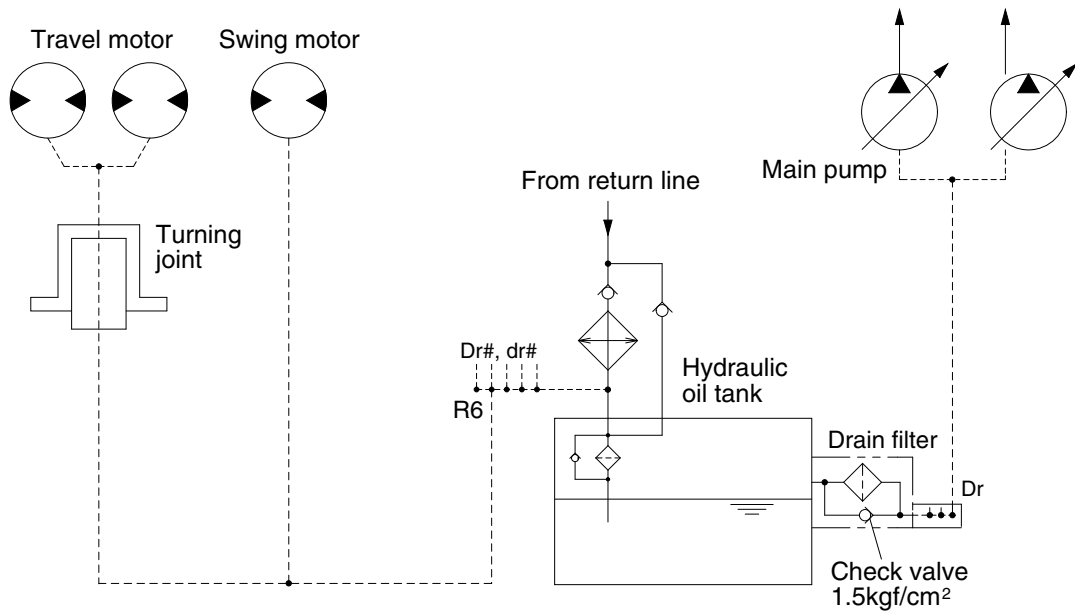 Travel motor
Swing motor
Main pump
From return line
Turning
joint
Dr#, dr#
R6
Hydraulic
oil tank
Drain filter
Dr
Check valve
1.5kgf/cm²